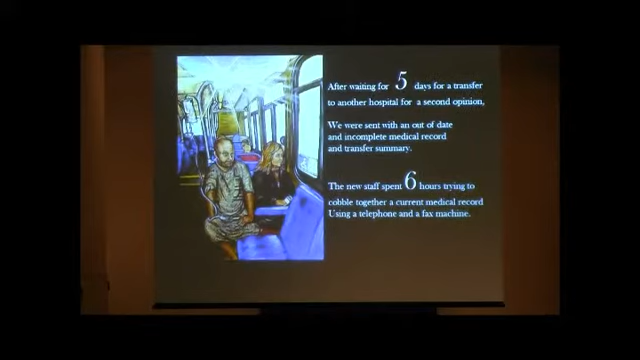 After waiting for 5 days for a transfer
to another hospital for a second opinion,
We were sent with an out of date
and incomplete medical record
and transfer summary.
The new staff spent 6 hours trying to
cobble together a current medical record
Using a telephone and a fax machine.